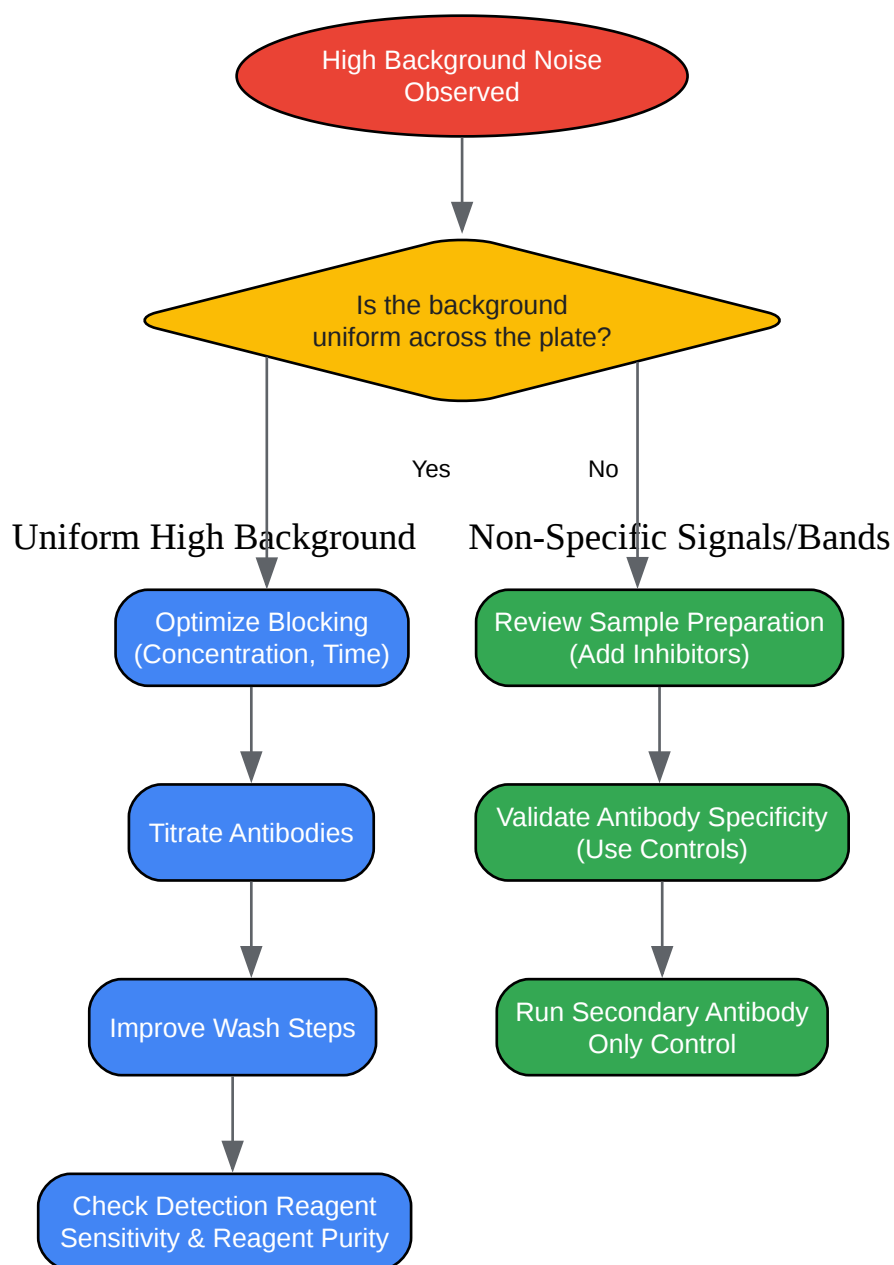 High Background Noise
Observed
Is the background
uniform across the plate?
Yes
No
Uniform High Background
Non-Specific Signals/Bands
Optimize Blocking
(Concentration, Time)
Review Sample Preparation
(Add Inhibitors)
Titrate Antibodies
Validate Antibody Specificity
(Use Controls)
Improve Wash Steps
Run Secondary Antibody
Only Control
Check Detection Reagent
Sensitivity & Reagent Purity